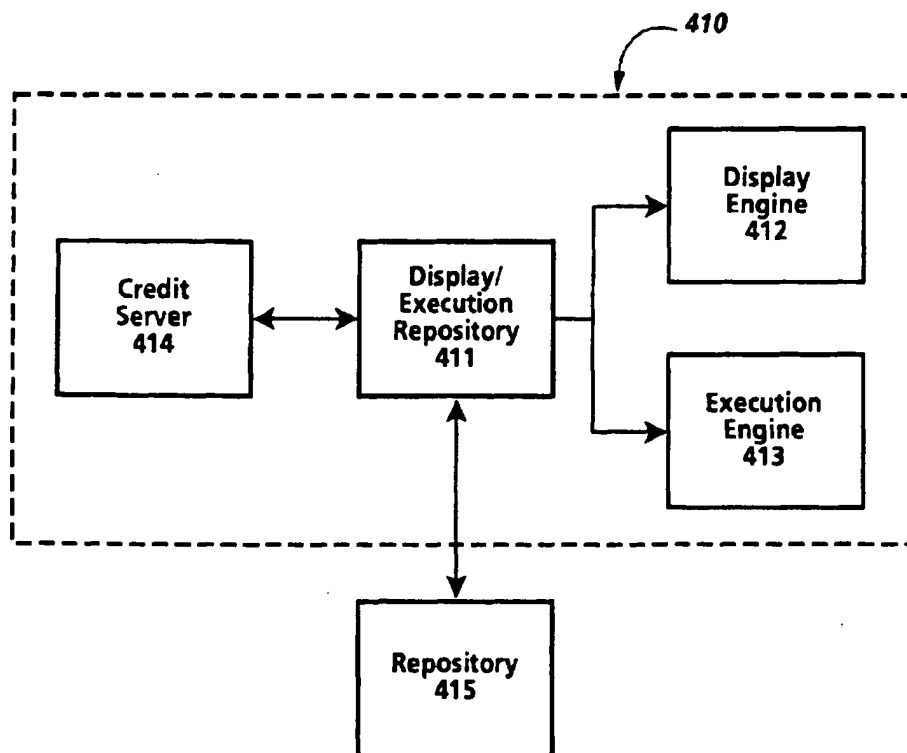 410
Display
Engine
412
Credit
Server
414
Display/
Execution
Repository
411
Execution
Engine
413
Repository
415